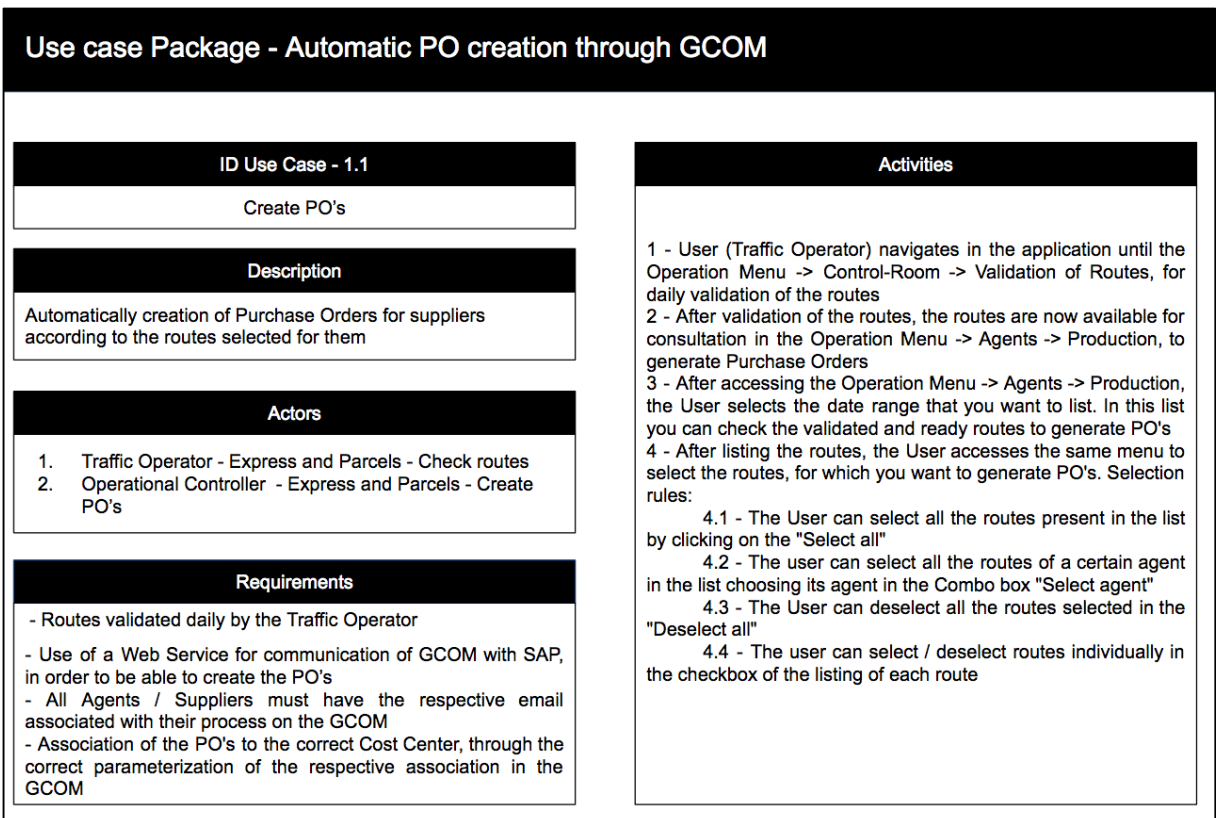 Use case Package - Automatic PO creation through GCOM
ID Use Case - 1.1
Create PO’s
Description
Automatically creation of Purchase Orders for suppliers
according to the routes selected for them
Actors
1. Traffic Operator - Express and Parcels - Check routes
2. Operational Controller - Express and Parcels - Create
PO’s
Requirements
- Routes validated daily by the Traffic Operator
- Use of a Web Service for communication of GCOM with SAP,
in order to be able to create the PO’s
- All Agents / Suppliers must have the respective email
associated with their process on the GCOM
- Association of the PO's to the correct Cost Center, through the
correct parameterization of the respective association in the
GCOM
Activities
1 - User (Traffic Operator) navigates in the application until the
Operation Menu -> Control-Room -> Validation of Routes, for
daily validation of the routes
2 - After validation of the routes, the routes are now available for
consultation in the Operation Menu -> Agents -> Production, to
generate Purchase Orders
3 - After accessing the Operation Menu -> Agents -> Production,
the User selects the date range that you want to list. In this list
you can check the validated and ready routes to generate PO's
4 - After listing the routes, the User accesses the same menu to
select the routes, for which you want to generate PO's. Selection
rules:
4.1 - The User can select all the routes present in the list
by clicking on the "Select all"
4.2 - The user can select all the routes of a certain agent
in the list choosing its agent in the Combo box "Select agent"
4.3 - The User can deselect all the routes selected in the
"Deselect all"
4.4 - The user can select / deselect routes individually in
the checkbox of the listing of each route